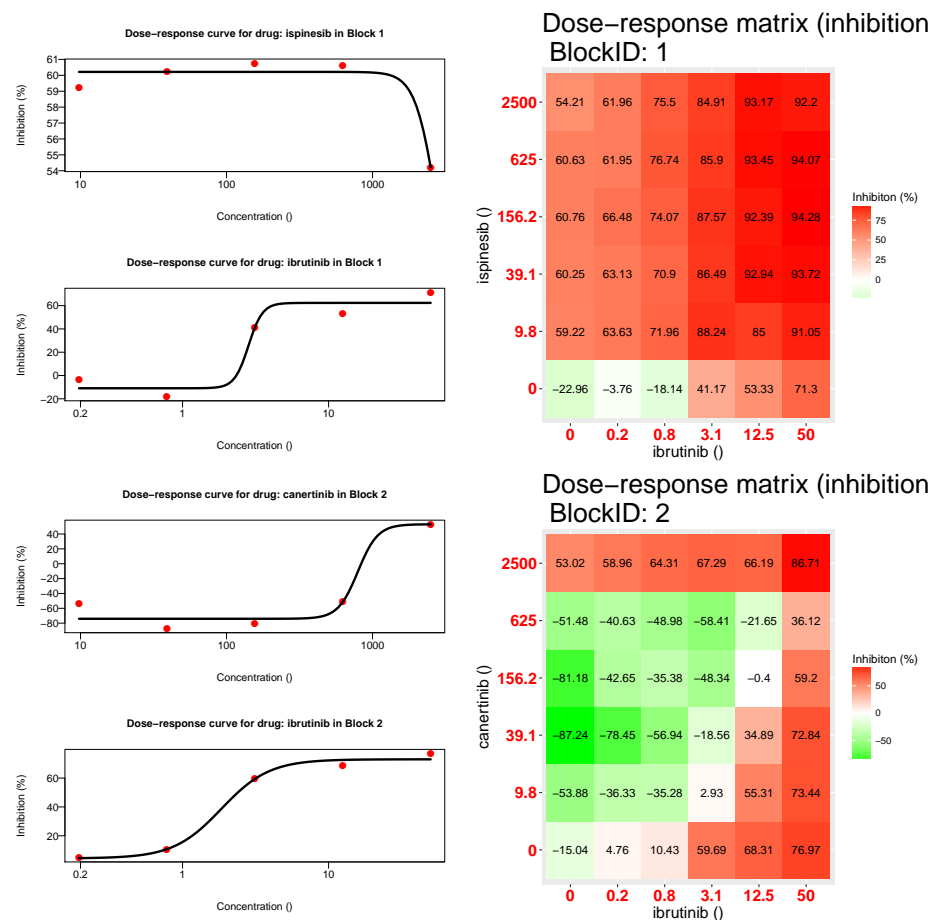 Dose−response curve for drug: ispinesib in Block 1
Inhibition (%)
61
60
59
58
57
56
55
54
10 100 1000
Concentration ()
Dose−response curve for drug: ibrutinib in Block 1
Inhibition (%)
60
40
20
0
−20
0.2 1 10
Concentration ()
Dose−response matrix (inhibition
BlockID: 1
ispinesib ()
2500 54.21 61.96 75.5 84.91 93.17 92.2
625 60.63 61.95 76.74 85.9 93.45 94.07
156.2 60.76 66.48 74.07 87.57 92.39 94.28
39.1 60.25 63.13 70.9 86.49 92.94 93.72
9.8 59.22 63.63 71.96 88.24 85 91.05
0 −22.96 −3.76 −18.14 41.17 53.33 71.3
0 0.2 0.8 3.1 12.5 50
ibrutinib ()
Inhibiton (%)
75
50
25
0
Dose−response curve for drug: canertinib in Block 2
Inhibition (%)
40
20
0
−20
−40
−60
−80
10 100 1000
Concentration ()
Dose−response curve for drug: ibrutinib in Block 2
Inhibition (%)
60
40
20
0.2 1 10
Concentration ()
Dose−response matrix (inhibition
BlockID: 2
canertinib ()
2500 53.02 58.96 64.31 67.29 66.19 86.71
625 −51.48 −40.63 −48.98 −58.41 −21.65 36.12
156.2 −81.18 −42.65 −35.38 −48.34 −0.4 59.2
39.1 −87.24 −78.45 −56.94 −18.56 34.89 72.84
9.8 −53.88 −36.33 −35.28 2.93 55.31 73.44
0 −15.04 4.76 10.43 59.69 68.31 76.97
0 0.2 0.8 3.1 12.5 50
ibrutinib ()
Inhibiton (%)
50
0
−50